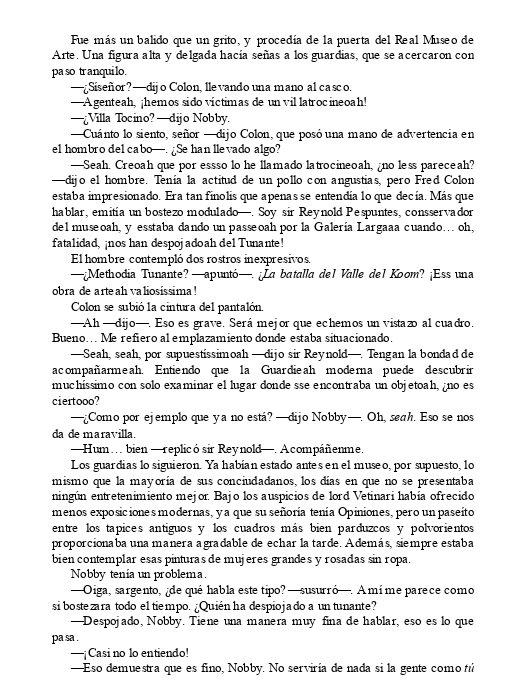 Fue más un balido que un grito, y procedía de la puerta del Real Museo de
Arte. Una figura alta y delgada hacía señas a los guardias, que se acercaron con
paso tranquilo.
—¿Síseñor? —dijo Colon, llevando una mano al casco.
—Agenteah, ¡hemos sido víctimas de un vil latrocineoah!
—¿Villa Tocino? —dijo Nobby.
—Cuánto lo siento, señor —dijo Colon, que posó una mano de advertencia en
el hombro del cabo—. ¿Se han llevado algo?
—Seah. Creoah que por essso lo he llamado latrocineoah, ¿no less pareceah?
—dijo el hombre. Tenía la actitud de un pollo con angustias, pero Fred Colon
estaba impresionado. Era tan finolis que apenas se entendía lo que decía. Más que
hablar, emitía un bostezo modulado—. Soy sir Reynold Pespuntes, consservador
del museoah, y esstaba dando un passeoah por la Galería Largaaa cuando… oh,
fatalidad, ¡nos han despojadoah del Tunante!
El hombre contempló dos rostros inexpresivos.
—¿Methodia Tunante? —apuntó—. ¿La batalla del Valle del Koom? ¡Ess una
obra de arteah valiosíssima!
Colon se subió la cintura del pantalón.
—Ah —dijo—. Eso es grave. Será mejor que echemos un vistazo al cuadro.
Bueno… Me refiero al emplazamiento donde estaba situacionado.
—Seah, seah, por supuestíssimoah —dijo sir Reynold—. Tengan la bondad de
acompañarmeah. Entiendo que la Guardieah moderna puede descubrir
muchíssimo con solo examinar el lugar donde sse encontraba un objetoah, ¿no es
ciertooo?
—¿Como por ejemplo que ya no está? —dijo Nobby—. Oh, seah. Eso se nos
da de maravilla.
—Hum… bien —replicó sir Reynold—. Acompáñenme.
Los guardias lo siguieron. Ya habían estado antes en el museo, por supuesto, lo
mismo que la mayoría de sus conciudadanos, los días en que no se presentaba
ningún entretenimiento mejor. Bajo los auspicios de lord Vetinari había ofrecido
menos exposiciones modernas, ya que su señoría tenía Opiniones, pero un paseíto
entre los tapices antiguos y los cuadros más bien parduzcos y polvorientos
proporcionaba una manera agradable de echar la tarde. Además, siempre estaba
bien contemplar esas pinturas de mujeres grandes y rosadas sin ropa.
Nobby tenía un problema.
—Oiga, sargento, ¿de qué habla este tipo? —susurró—. A mí me parece como
si bostezara todo el tiempo. ¿Quién ha despiojado a un tunante?
—Despojado, Nobby. Tiene una manera muy fina de hablar, eso es lo que
pasa.
—¡Casi no lo entiendo!
—Eso demuestra que es fino, Nobby. No serviría de nada si la gente como tú